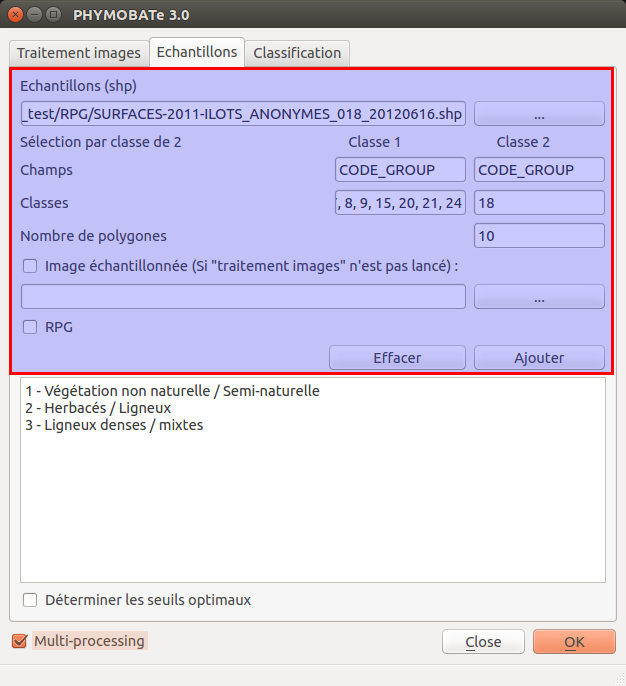 PHYMOBATe 3.0
Traitement images Echantillons Classification
Echantillons (shp)
_test/RPG/SURFACES-2011-ILOTS_ANONYMES_018_20120616.shp ...
Sélection par classe de 2 Classe 1 Classe 2
Champs CODE_GROUP CODE_GROUP
Classes , 8, 9, 15, 20, 21, 24 18
Nombre de polygones 10
Image échantillonnée (Si "traitement images" n'est pas lancé) :
...
RPG
Effacer Ajouter
1 - Végétation non naturelle / Semi-naturelle
2 - Herbacés / Ligneux
3 - Ligneux denses / mixtes
Déterminer les seuils optimaux
Multi-processing Close OK